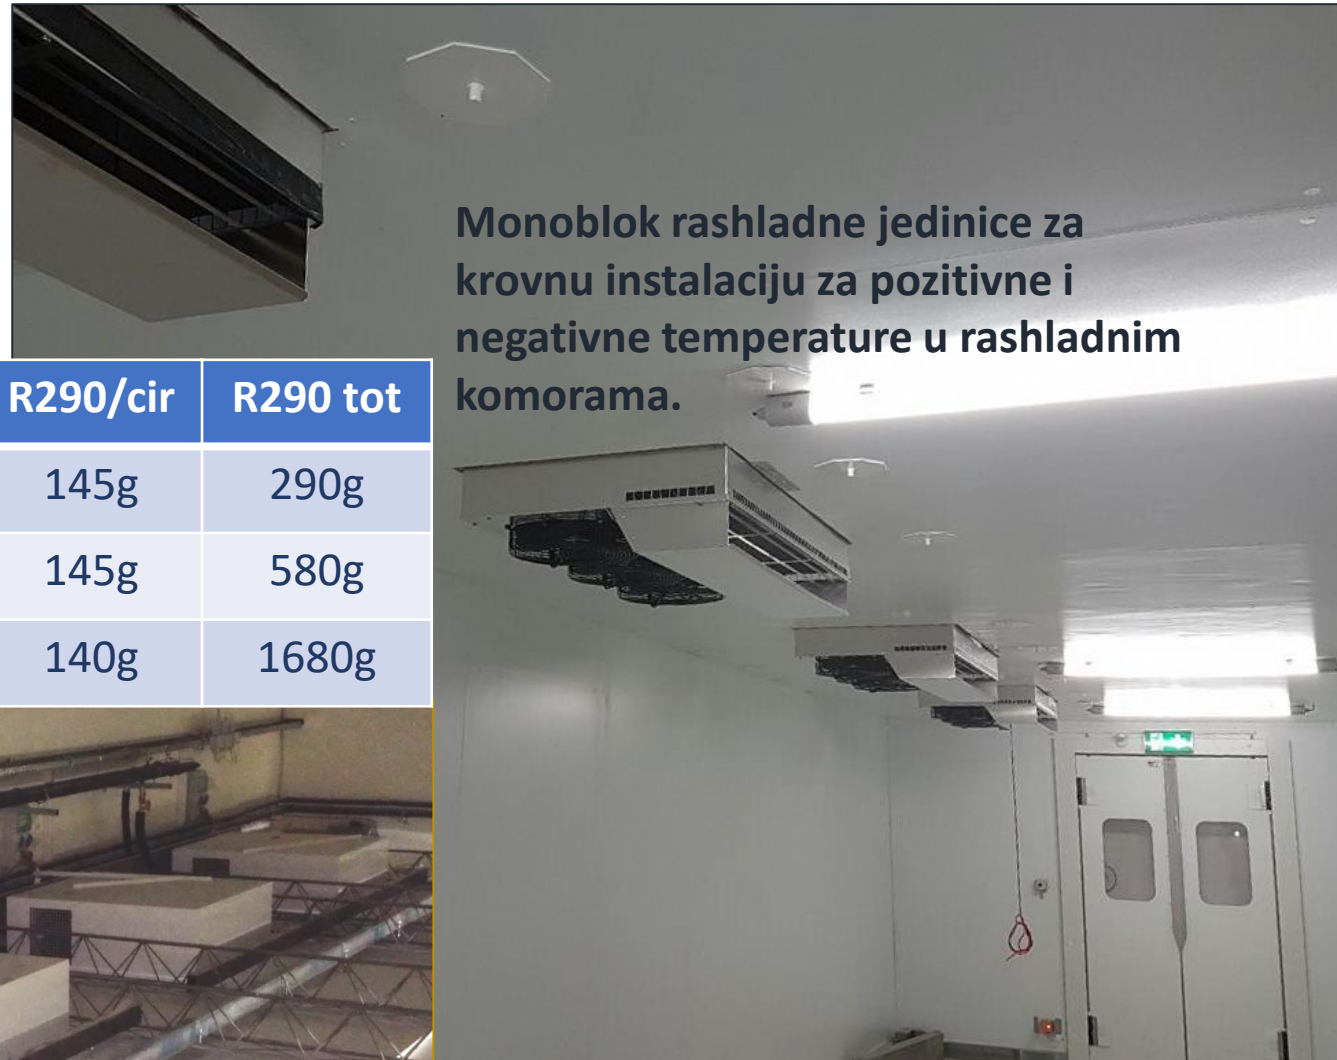 Monoblok rashladne jedinice za
krovnu instalaciju za pozitivne i
negativne temperature u rashladnim
komorama.
R290/cir R290 tot
145g 290g
145g 580g
140g 1680g